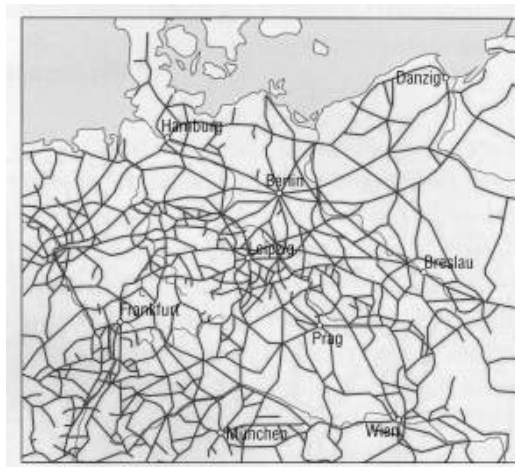 Danzig
Hamburg
Berlin
Leipzig
Breslau
Frankfurt
Prag
München
Wien